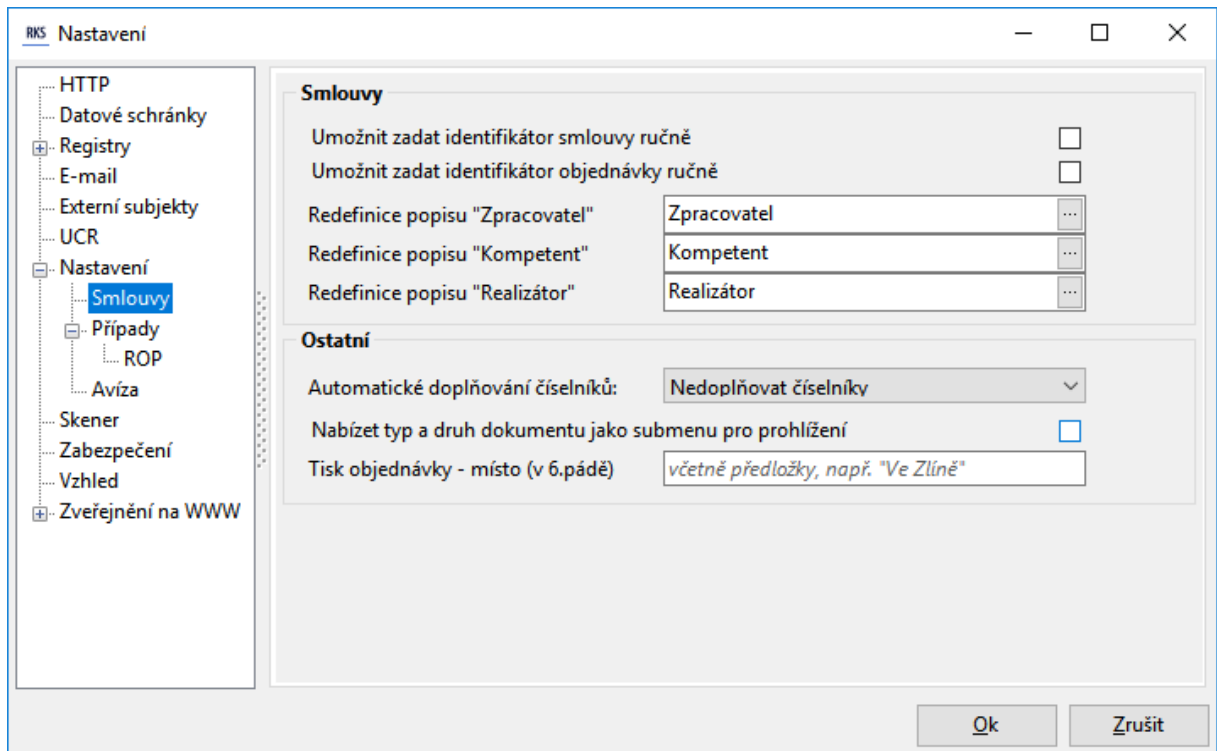 RKS Nastavení
HTTP
Datové schránky
Registry
E-mail
Externí subjekty
UCR
Nastavení
Smlouvy
Případy
ROP
Avíza
Skener
Zabezpečení
Vzhled
Zveřejnění na WWW
Smlouvy
Umožnit zadat identifikátor smlouvy ručně
Umožnit zadat identifikátor objednávky ručně
Redefinice popisu "Zpracovatel" Zpracovatel ...
Redefinice popisu "Kompetent" Kompetent ...
Redefinice popisu "Realizátor" Realizátor ...
Ostatní
Automatické doplňování číselníků: Nedoplňovat číselníky
Nabízet typ a druh dokumentu jako submenu pro prohlížení
Tisk objednávky - místo (v 6.pádě) včetně předložky, např. "Ve Zlíně"
Ok Zrušit